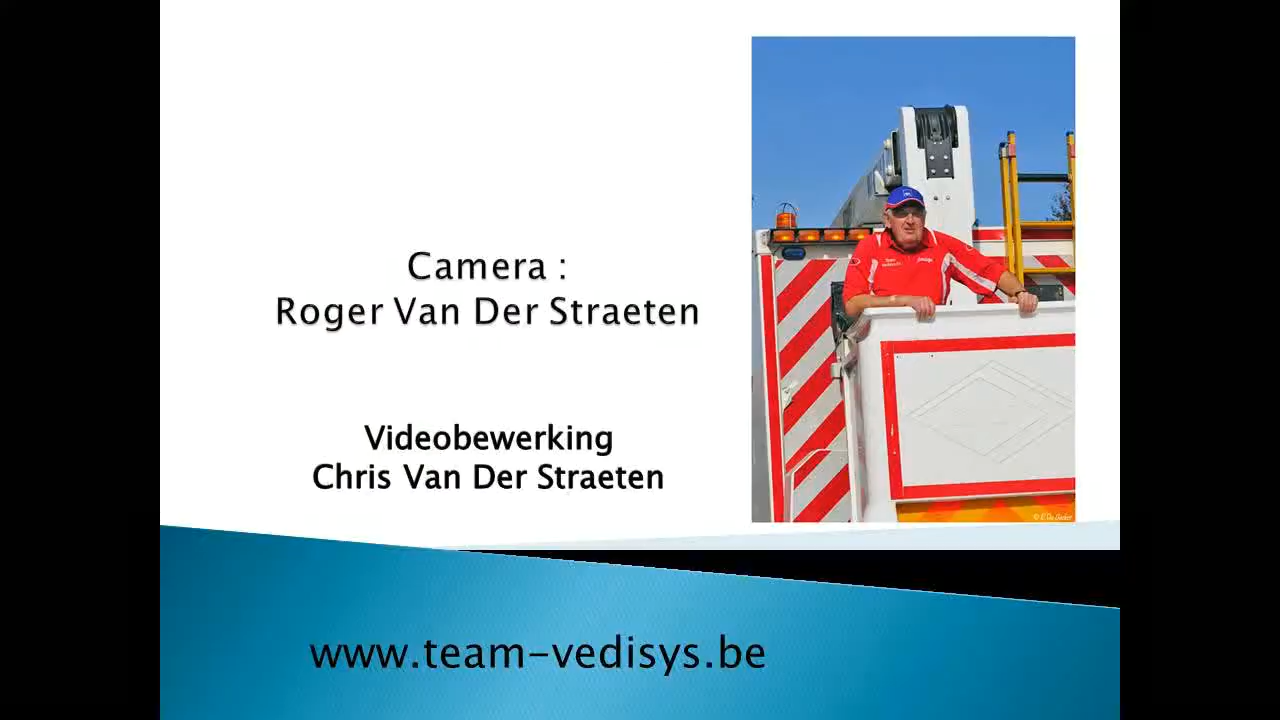 Camera :
Roger Van Der Straeten
Videobewerking
Chris Van Der Straeten
www.team-vedisys.be